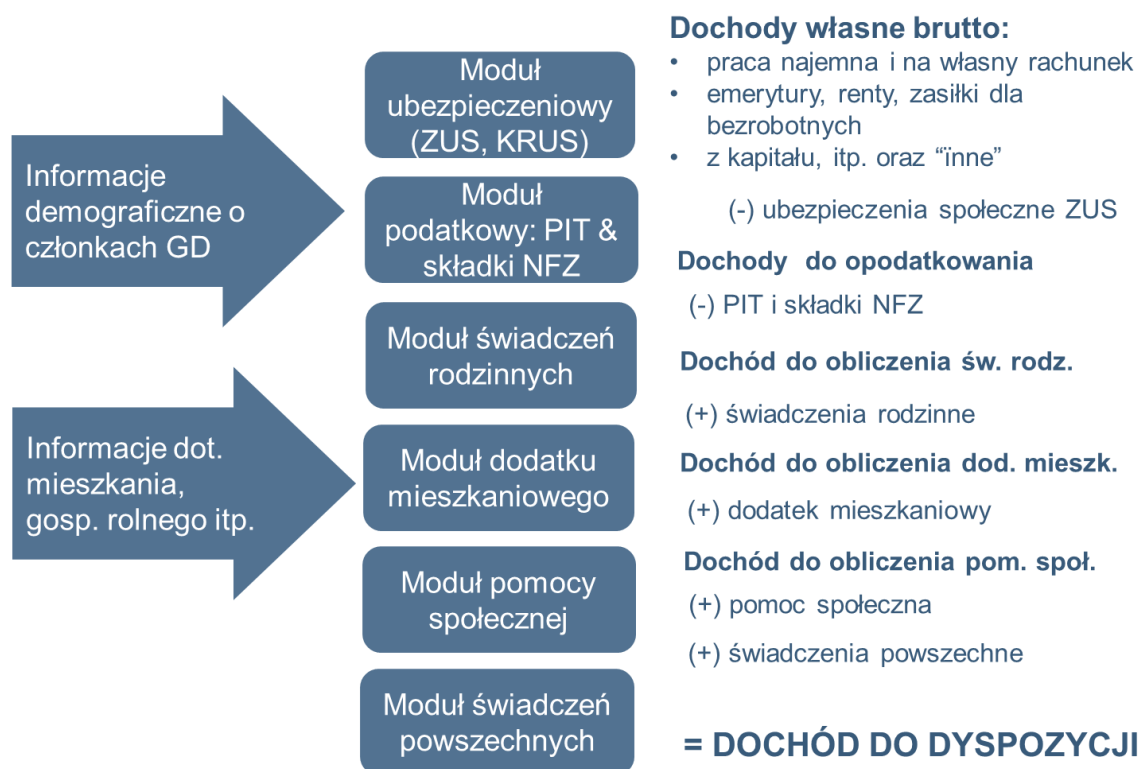 Informacje
demograficzne o
członkach GD
Informacje dot.
mieszkania,
gosp. rolnego itp.
Moduł
ubezpieczeniowy
(ZUS, KRUS)
Moduł
podatkowy: PIT &
składki NFZ
Moduł świadczeń
rodzinnych
Moduł dodatku
mieszkaniowego
Moduł pomocy
społecznej
Moduł świadczeń
powszechnych
Dochody własne brutto:
• praca najemna i na własny rachunek
• emerytury, renty, zasiłki dla
bezrobotnych
• z kapitału, itp. oraz “ïnne”
(-) ubezpieczenia społeczne ZUS
Dochody do opodatkowania
(-) PIT i składki NFZ
Dochód do obliczenia św. rodz.
(+) świadczenia rodzinne
Dochód do obliczenia dod. mieszk.
(+) dodatek mieszkaniowy
Dochód do obliczenia pom. społ.
(+) pomoc społeczna
(+) świadczenia powszechne
= DOCHÓD DO DYSPOZYCJI